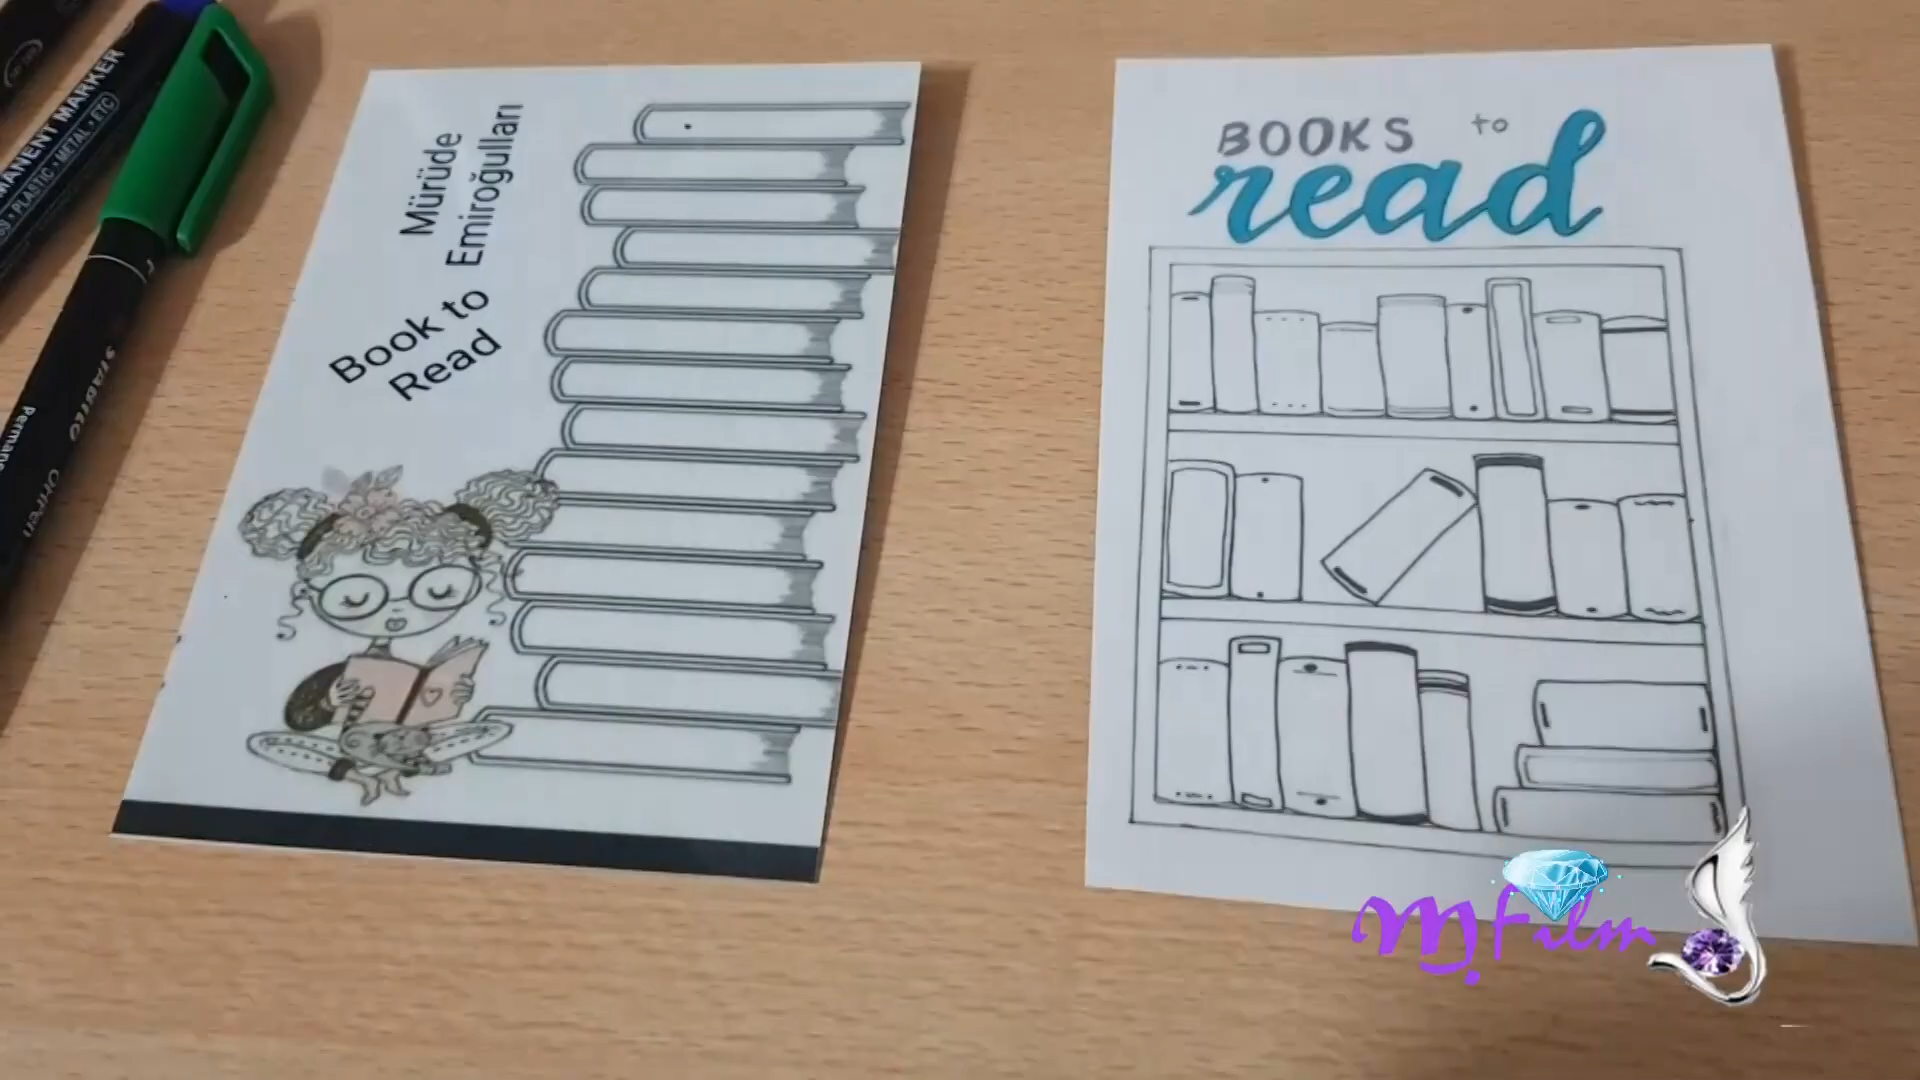 PERMANENT MARKER
PLASTIC • METAL • ETC
STABILO
OHPen
Mürüde
Emiroğulları
Book to
Read
BOOKS to
read
M Film